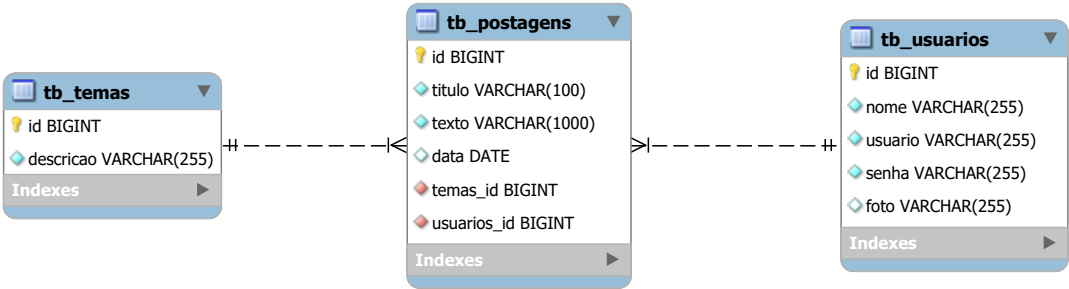 tb_temas
id BIGINT
descricao VARCHAR(255)
Indexes
tb_postagens
id BIGINT
titulo VARCHAR(100)
texto VARCHAR(1000)
data DATE
temas_id BIGINT
usuarios_id BIGINT
Indexes
tb_usuarios
id BIGINT
nome VARCHAR(255)
usuario VARCHAR(255)
senha VARCHAR(255)
foto VARCHAR(255)
Indexes